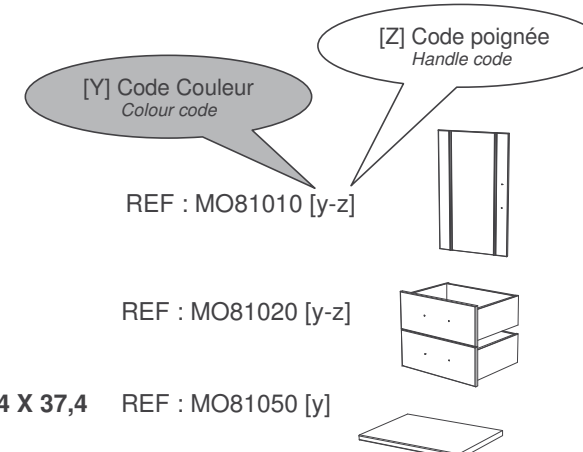 [Z] Code poignée
Handle code
[Y] Code Couleur
Colour code
REF : MO81010 [y-z]
REF : MO81020 [y-z]
4 X 37,4 REF : MO81050 [y]